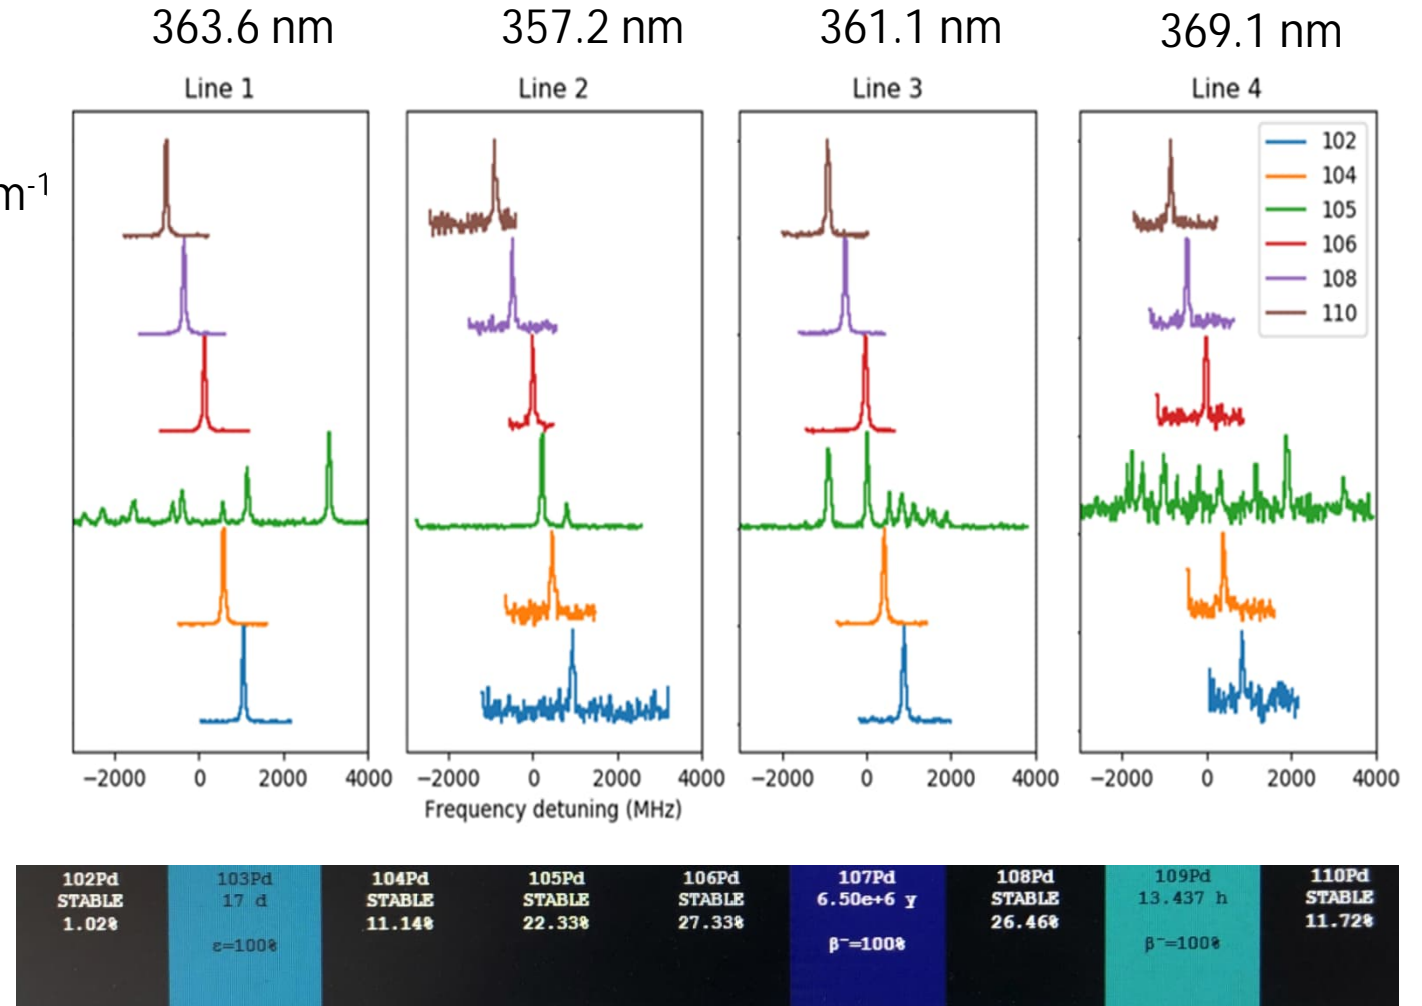 363.6 nm 357.2 nm 361.1 nm 369.1 nm
Line 1 Line 2 Line 3 Line 4
m-1
102
104
105
106
108
110
−2000 0 2000 4000 −2000 0 2000 4000 −2000 0 2000 4000 −2000 0 2000 4000
Frequency detuning (MHz)
102Pd 103Pd 104Pd 105Pd 106Pd 107Pd 108Pd 109Pd 110Pd
STABLE 17 d STABLE STABLE STABLE 6.50e+6 y STABLE 13.437 h STABLE
1.02% 11.14% 22.33% 27.33% 26.46% 11.72%
ε=100% β⁻=100% β⁻=100%